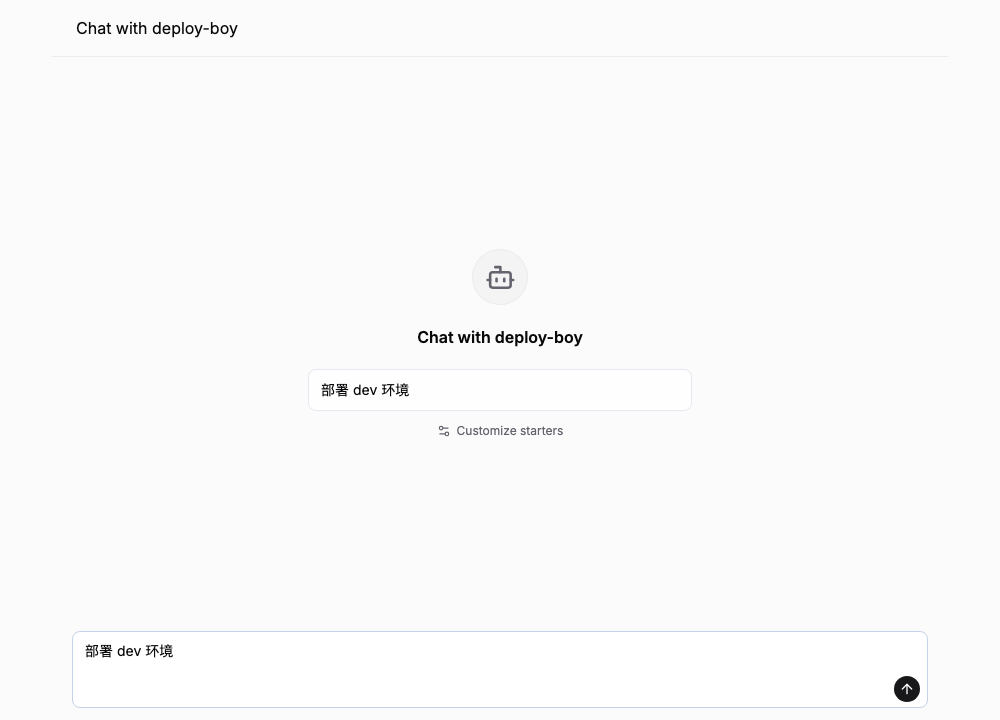 Chat with deploy-boy
Chat with deploy-boy
部署 dev 环境
Customize starters
部署 dev 环境